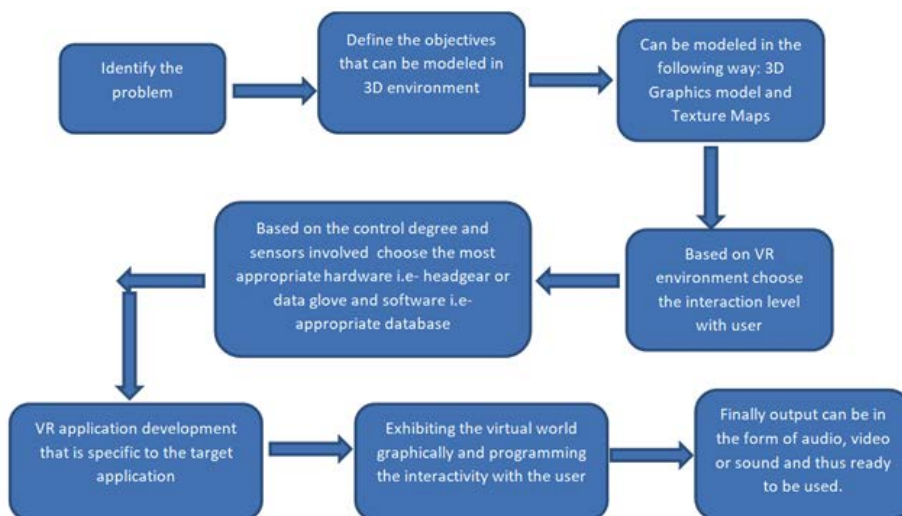 Identify the
problem
Define the objectives
that can be modeled in
3D environment
Can be modeled in the
following way: 3D
Graphics model and
Texture Maps
Based on VR
environment choose
the interaction level
with user
Based on the control degree and
sensors involved choose the most
appropriate hardware i.e- headgear or
data glove and software i.e-
appropriate database
VR application development
that is specific to the target
application
Exhibiting the virtual world
graphically and programming
the interactivity with the user
Finally output can be in
the form of audio, video
or sound and thus ready
to be used.